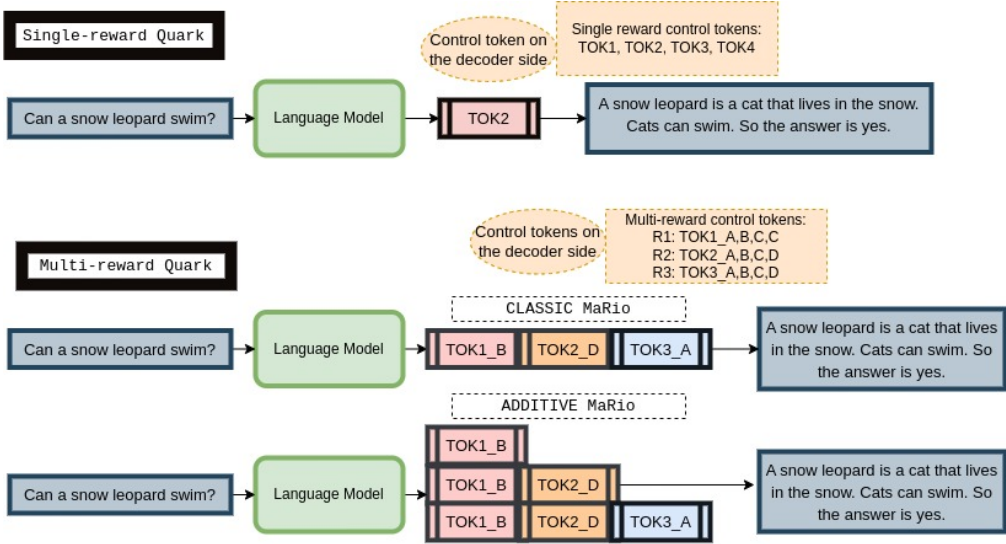 Single-reward Quark
Control token on
the decoder side
Single reward control tokens:
TOK1, TOK2, TOK3, TOK4
Can a snow leopard swim?
Language Model
TOK2
A snow leopard is a cat that lives in the snow.
Cats can swim. So the answer is yes.
Multi-reward Quark
Control tokens on
the decoder side
Multi-reward control tokens:
R1: TOK1_A,B,C,C
R2: TOK2_A,B,C,D
R3: TOK3_A,B,C,D
CLASSIC MaRio
Can a snow leopard swim?
Language Model
TOK1_B
TOK2_D
TOK3_A
A snow leopard is a cat that lives
in the snow. Cats can swim. So
the answer is yes.
ADDITIVE MaRio
Can a snow leopard swim?
Language Model
TOK1_B
TOK1_B
TOK2_D
TOK1_B
TOK2_D
TOK3_A
A snow leopard is a cat that lives
in the snow. Cats can swim. So
the answer is yes.